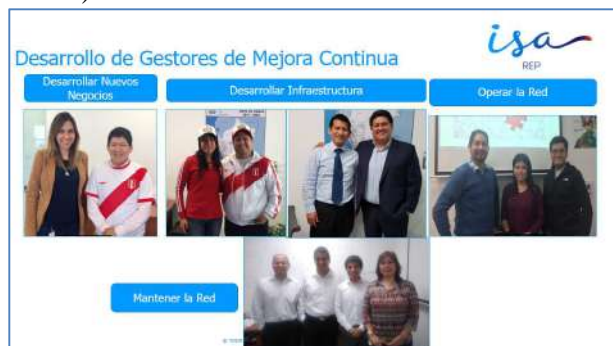 isa
REP
Desarrollo de Gestores de Mejora Continua
Desarrollar Nuevos
Negocios
Desarrollar Infraestructura
Operar la Red
Mantener la Red